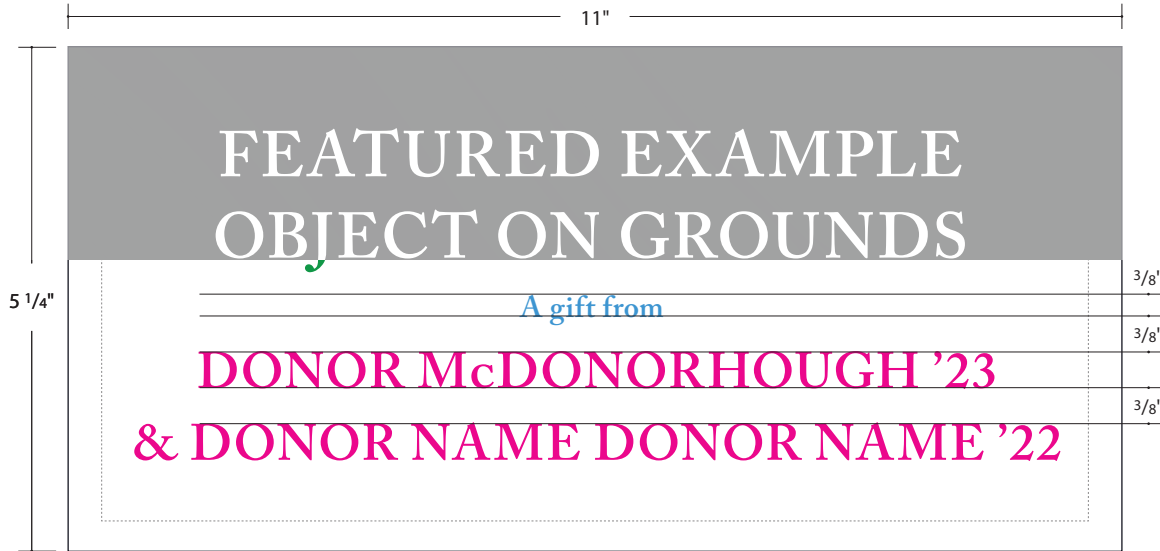 11"
FEATURED EXAMPLE
OBJECT ON GROUNDS
3/8"
5 1/4"
A gift from
3/8"
DONOR McDONORHOUGH ’23
3/8"
& DONOR NAME DONOR NAME ’22